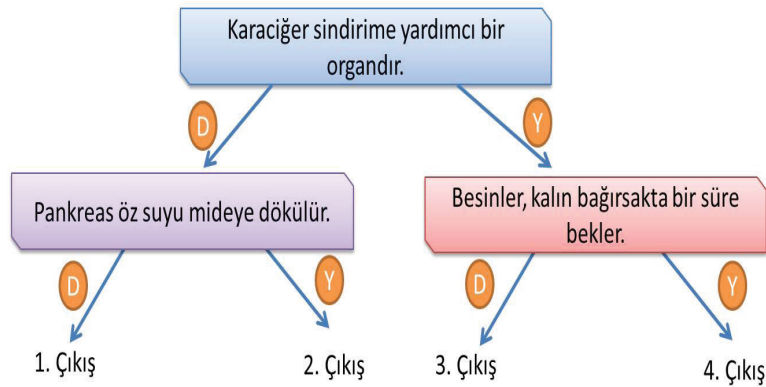 Karaciğer sindirime yardımcı bir
organdır.
D
Y
Pankreas öz suyu mideye dökülür.
Besinler, kalın bağırsakta bir süre
bekler.
D
Y
D
Y
1. Çıkış
2. Çıkış
3. Çıkış
4. Çıkış